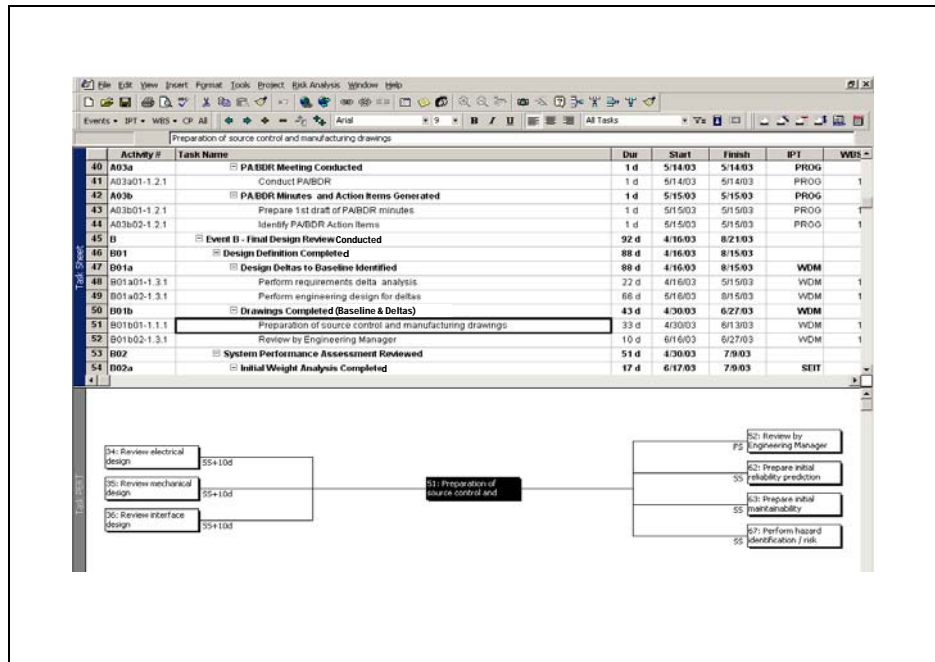 File Edit View Insert Format Tools Project Risk Analysis Window Help
Events IPT WBS CP All Arial 9 B I U All Tasks
Preparation of source control and manufacturing drawings
Activity # Task Name Dur Start Finish IPT WBS
40 A03a PA/BDR Meeting Conducted 1 d 5/14/03 5/14/03 PROG
41 A03a01-1.2.1 Conduct PA/BDR 1 d 5/14/03 5/14/03 PROG 1
42 A03b PA/BDR Minutes and Action Items Generated 1 d 5/15/03 5/15/03 PROG
43 A03b01-1.2.1 Prepare 1st draft of PA/BDR minutes 1 d 5/15/03 5/15/03 PROG 1
44 A03b02-1.2.1 Identify PA/BDR Action Items 1 d 5/15/03 5/15/03 PROG 1
45 B Event B - Final Design Review Conducted 92 d 4/16/03 8/21/03
46 B01 Design Definition Completed 88 d 4/16/03 8/15/03
47 B01a Design Deltas to Baseline Identified 88 d 4/16/03 8/15/03 WDM
48 B01a01-1.3.1 Perform requirements delta analysis 22 d 4/16/03 5/15/03 WDM 1
49 B01a02-1.3.1 Perform engineering design for deltas 66 d 5/16/03 8/15/03 WDM 1
50 B01b Drawings Completed (Baseline & Deltas) 43 d 4/30/03 6/27/03 WDM
51 B01b01-1.1.1 Preparation of source control and manufacturing drawings 33 d 4/30/03 6/13/03 WDM 1
52 B01b02-1.3.1 Review by Engineering Manager 10 d 6/16/03 6/27/03 WDM 1
53 B02 System Performance Assessment Reviewed 51 d 4/30/03 7/9/03
54 B02a Initial Weight Analysis Completed 17 d 6/17/03 7/9/03 SEIT
Task Sheet
Task PERT
34: Review electrical
design
SS+10d
35: Review mechanical
design
SS+10d
36: Review interface
design
SS+10d
51: Preparation of
source control and
52: Review by
FS Engineering Manager
62: Prepare initial
SS reliability prediction
63: Prepare initial
SS maintainability
67: Perform hazard
SS identification / risk